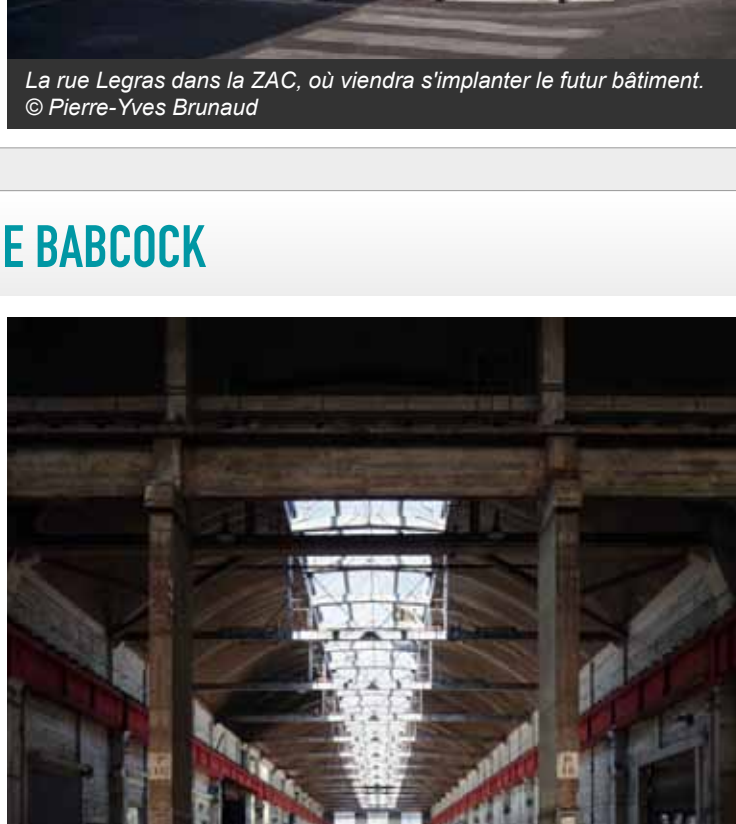 La rue Legras dans la ZAC, où viendra s'implanter le futur bâtiment.
© Pierre-Yves Brunaud
E BABCOCK